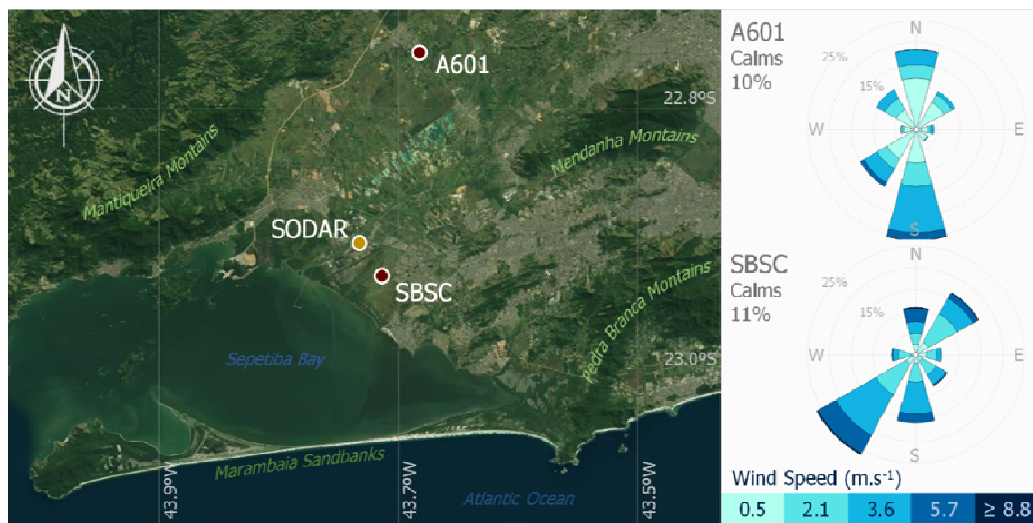 N
A601
22.8ºS
Mantiqueira Montains
Mendanha Montains
SODAR
SBSC
Pedra Branca Montains
Sepetiba Bay
23.0ºS
Marambaia Sandbanks
Atlantic Ocean
43.9ºW
43.7ºW
43.5ºW
A601
Calms
10%
N
25%
15%
W
E
S
SBSC
Calms
11%
N
25%
15%
W
E
S
Wind Speed (m.s-1)
0.5 2.1 3.6 5.7 ≥ 8.8